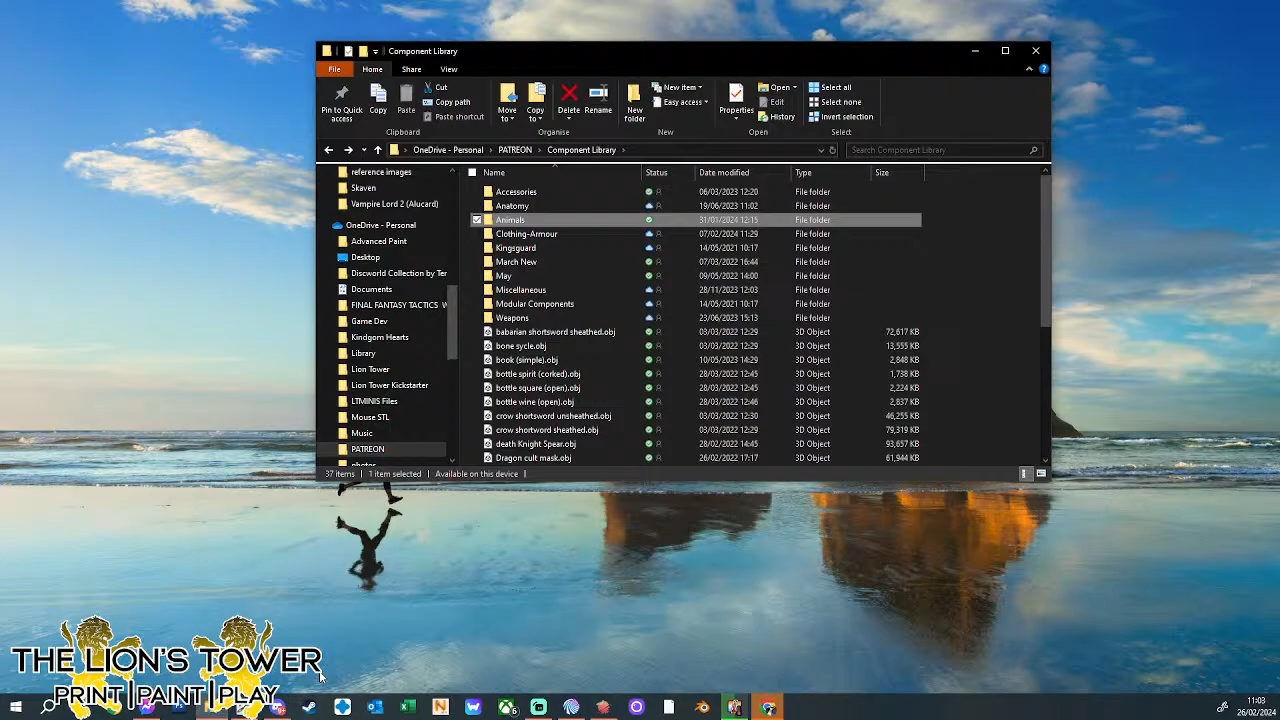 Component Library
File Home Share View
Pin to Quick access
Copy
Paste
Cut
Copy path
Paste shortcut
Move to
Copy to
Delete
Rename
New folder
New item
Easy access
Properties
Open
Edit
History
Select all
Select none
Invert selection
Clipboard Organise New Open Select
OneDrive - Personal PATREON Component Library
Search Component Library
reference images
Skaven
Vampire Lord 2 (Alucard)
OneDrive - Personal
Advanced Paint
Desktop
Discworld Collection by Ter
Documents
FINAL FANTASY TACTICS W
Game Dev
Kindgom Hearts
Library
Lion Tower
Lion Tower Kickstarter
LTMINIS Files
Mouse STL
Music
PATREON
photos
Name Status Date modified Type Size
Accessories 06/03/2023 12:20 File folder
Anatomy 19/06/2023 11:02 File folder
Animals 31/01/2024 12:15 File folder
Clothing-Armour 07/02/2024 11:29 File folder
Kingsguard 14/05/2021 10:17 File folder
March New 07/03/2022 16:44 File folder
May 09/05/2022 14:00 File folder
Miscellaneous 28/11/2023 12:03 File folder
Modular Components 14/05/2021 10:17 File folder
Weapons 23/06/2023 15:13 File folder
babarian shortsword sheathed.obj 03/03/2022 12:29 3D Object 72,617 KB
bone sycle.obj 03/03/2022 12:29 3D Object 13,555 KB
book (simple).obj 10/05/2023 14:29 3D Object 2,848 KB
bottle spirit (corked).obj 28/03/2022 12:45 3D Object 1,738 KB
bottle square (open).obj 28/03/2022 12:45 3D Object 2,224 KB
bottle wine (open).obj 28/03/2022 12:46 3D Object 2,837 KB
crow shortsword unsheathed.obj 03/03/2022 12:30 3D Object 46,255 KB
crow shortsword sheathed.obj 03/03/2022 12:29 3D Object 79,319 KB
death Knight Spear.obj 28/02/2022 14:45 3D Object 93,657 KB
Dragon cult mask.obj 26/02/2022 17:17 3D Object 61,944 KB
37 items 1 item selected Available on this device
THE LION'S TOWER
PRINT|PAINT|PLAY
11:03
26/02/2024